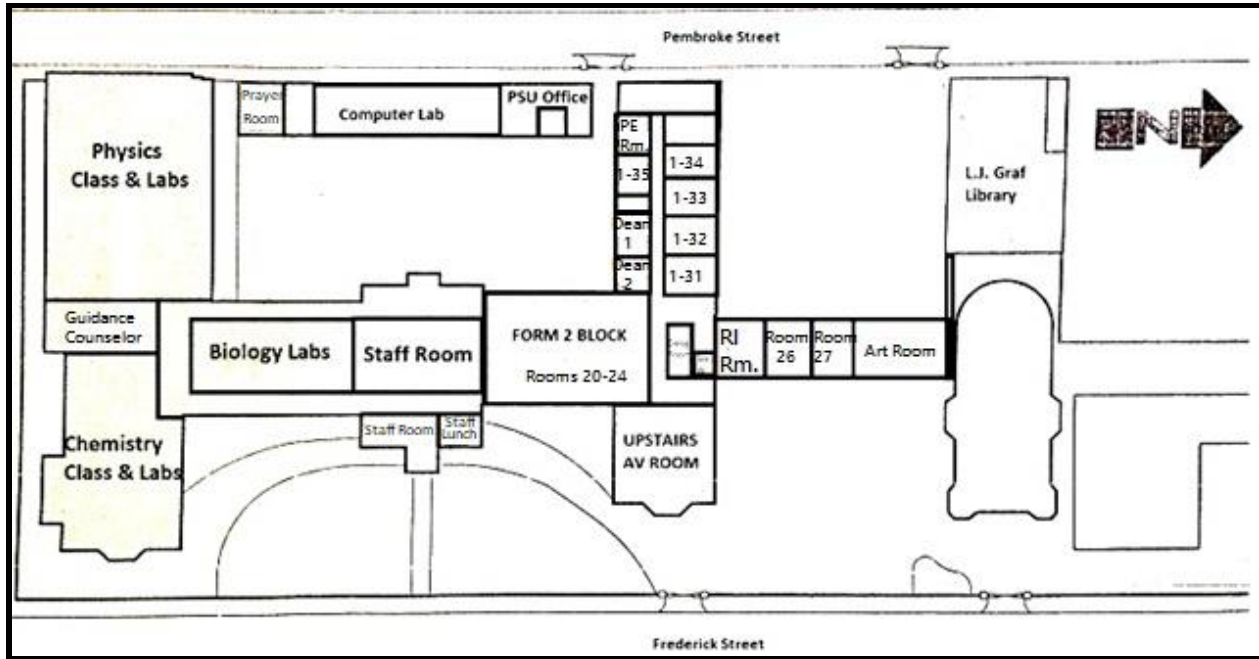 Pembroke Street
Prayer
Room
Computer Lab
PSU Office
PE
Rm.
1-35
Dean
1
Dean
2
1-34
1-33
1-32
1-31
Physics
Class & Labs
L.J. Graf
Library
Guidance
Counselor
Biology Labs
Staff Room
FORM 2 BLOCK
Rooms 20-24
RI
Rm.
Room
26
Room
27
Art Room
Chemistry
Class & Labs
Staff Room
Staff
Lunch
UPSTAIRS
AV ROOM
Frederick Street